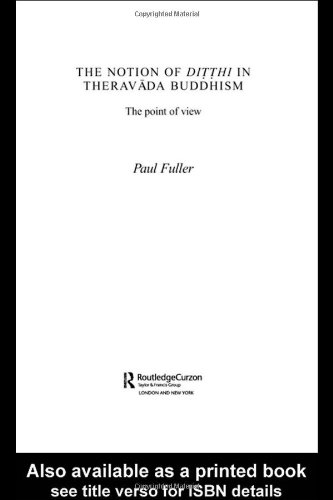 THE NOTION OF DIṬṬHI IN
THERAVĀDA BUDDHISM
The point of view
Paul Fuller
RoutledgeCurzon
Taylor & Francis Group
LONDON AND NEW YORK
Also available as a printed book
see title verso for ISBN details